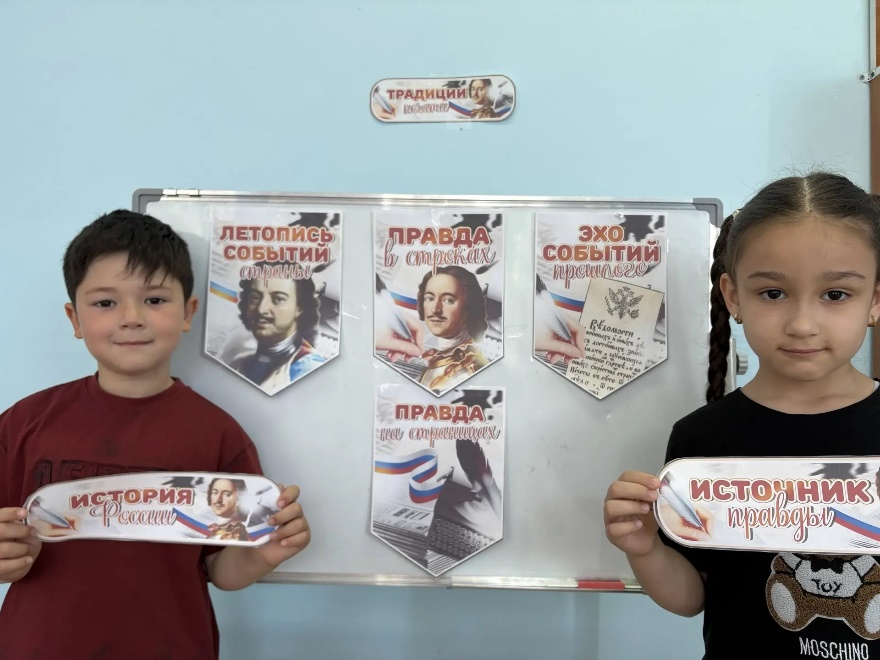 ТРАДИЦИИ
ЛЕТОПИСЬ
СОБЫТИЙ
страны
ПРАВДА
в строках
ЭХО
СОБЫТИЙ
прошлого
Вѣдомости
ПРАВДА
на страницах
ИСТОРИЯ
России
ИСТОЧНИК
правды
TOY
MOSCHINO